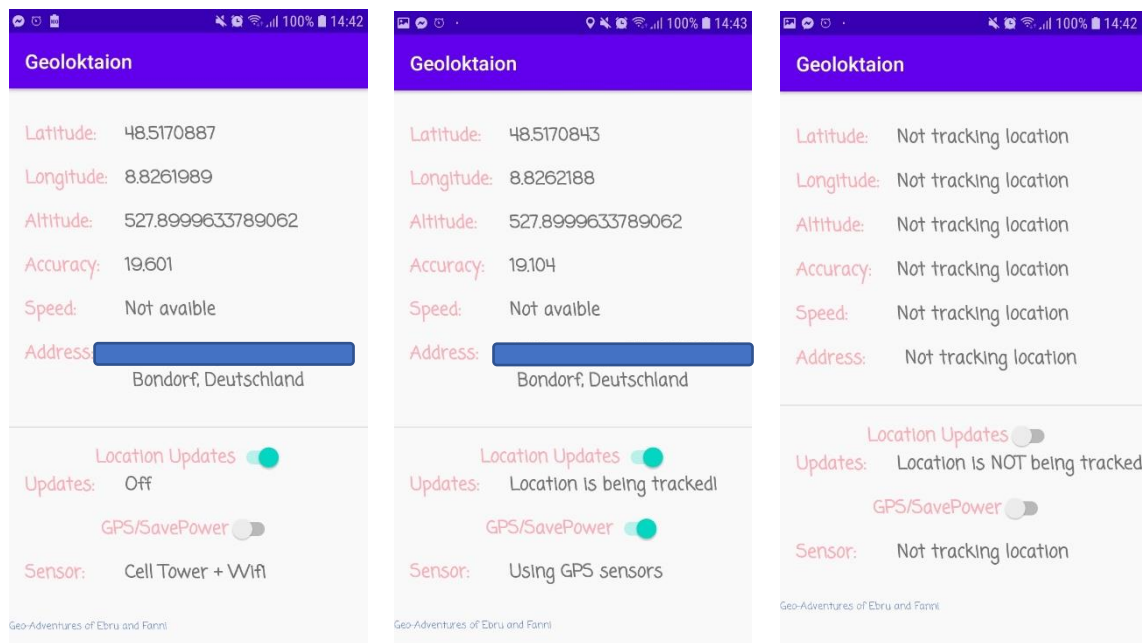 14:42
100%
Geoloktaion
Latitude: 48.5170887
Longitude: 8.8261989
Altitude: 527.8999633789062
Accuracy: 19.601
Speed: Not avaible
Address:
Bondorf, Deutschland
Location Updates
Updates: Off
GPS/SavePower
Sensor: Cell Tower + Wifi
Geo-Adventures of Ebru and Fanni
100% 14:43
Geoloktaion
Latitude: 48.5170843
Longitude: 8.8262188
Altitude: 527.8999633789062
Accuracy: 19.104
Speed: Not avaible
Address:
Bondorf, Deutschland
Location Updates
Updates: Location is being tracked!
GPS/SavePower
Sensor: Using GPS sensors
Geo-Adventures of Ebru and Fanni
100% 14:42
Geoloktaion
Latitude: Not tracking location
Longitude: Not tracking location
Altitude: Not tracking location
Accuracy: Not tracking location
Speed: Not tracking location
Address: Not tracking location
Location Updates
Updates: Location is NOT being tracked
GPS/SavePower
Sensor: Not tracking location
Geo-Adventures of Ebru and Fanni